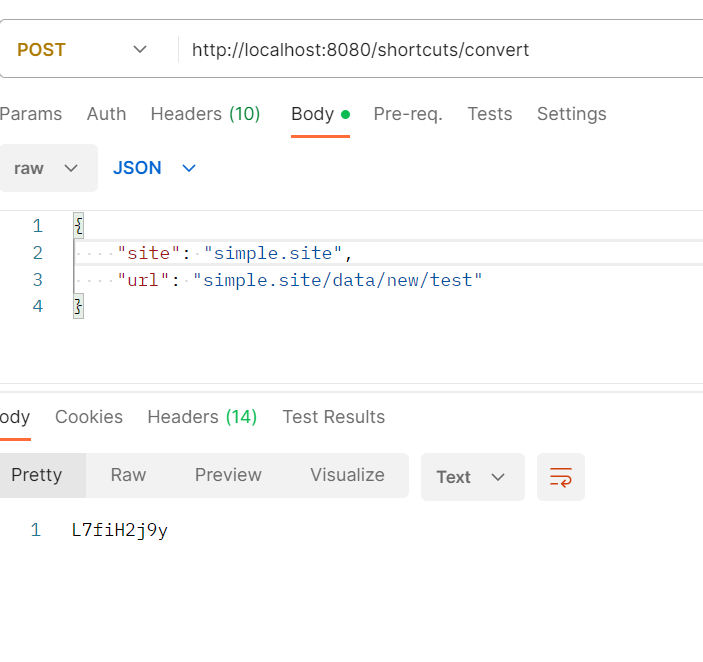 POST http://localhost:8080/shortcuts/convert
Params Auth Headers (10) Body Pre-req. Tests Settings
raw JSON
1 {
2 "site": "simple.site",
3 "url": "simple.site/data/new/test"
4 }
ody Cookies Headers (14) Test Results
Pretty Raw Preview Visualize Text
1 L7fiH2j9y